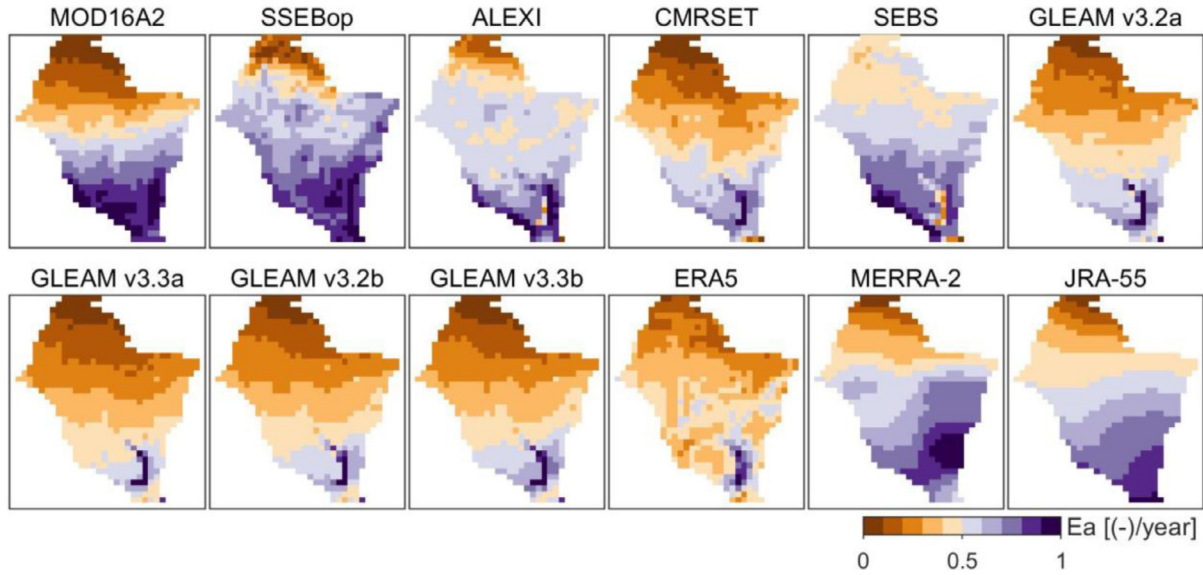 MOD16A2 SSEBop ALEXI CMRSET SEBS GLEAM v3.2a
GLEAM v3.3a GLEAM v3.2b GLEAM v3.3b ERA5 MERRA-2 JRA-55
Ea [(-)/year]
0 0.5 1